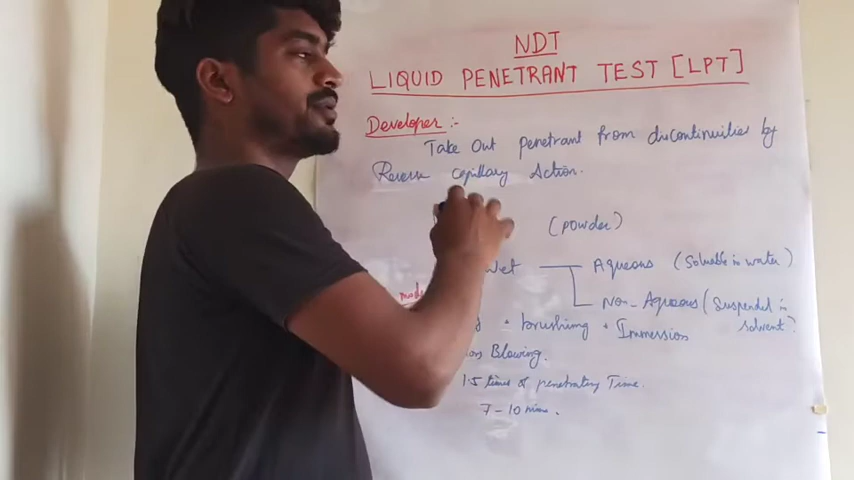 NDT
LIQUID PENETRANT TEST [LPT]
Developer :-
Take Out penetrant from discontinuities by
Reverse capillary Action.
(powder)
Wet Aqueous (Soluable in water)
Non-Aqueous (Suspended in
solvent)
• brushing • Immersion
Blowing.
1.5 times of penetrating Time.
7-10 mins.